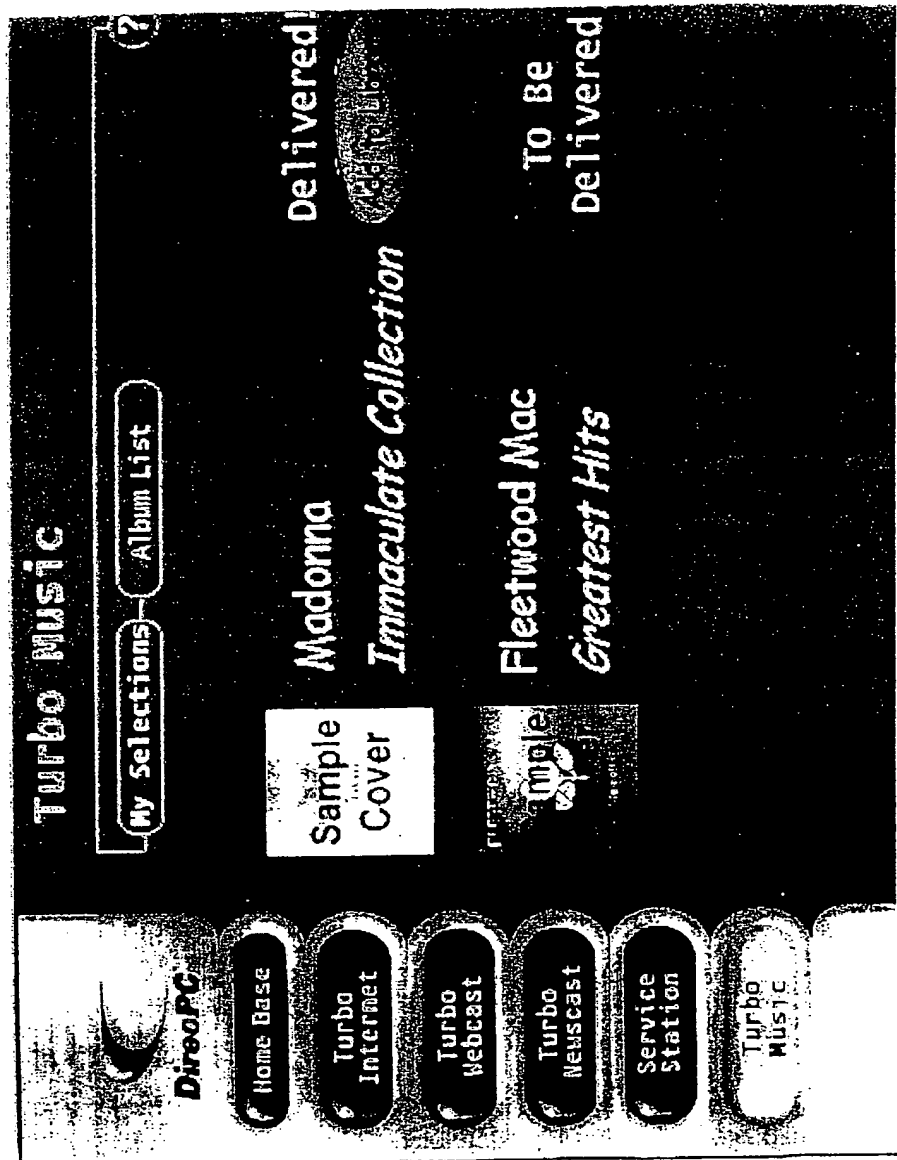 Turbo Music
My Selections
Album List
?
DirecPC
Home Base
Turbo
Internet
Turbo
Webcast
Turbo
Newscast
Service
Station
Turbo
Music
Sample
Cover
Madonna
Immaculate Collection
Delivered
Fleetwood Mac
Greatest Hits
To Be
Delivered